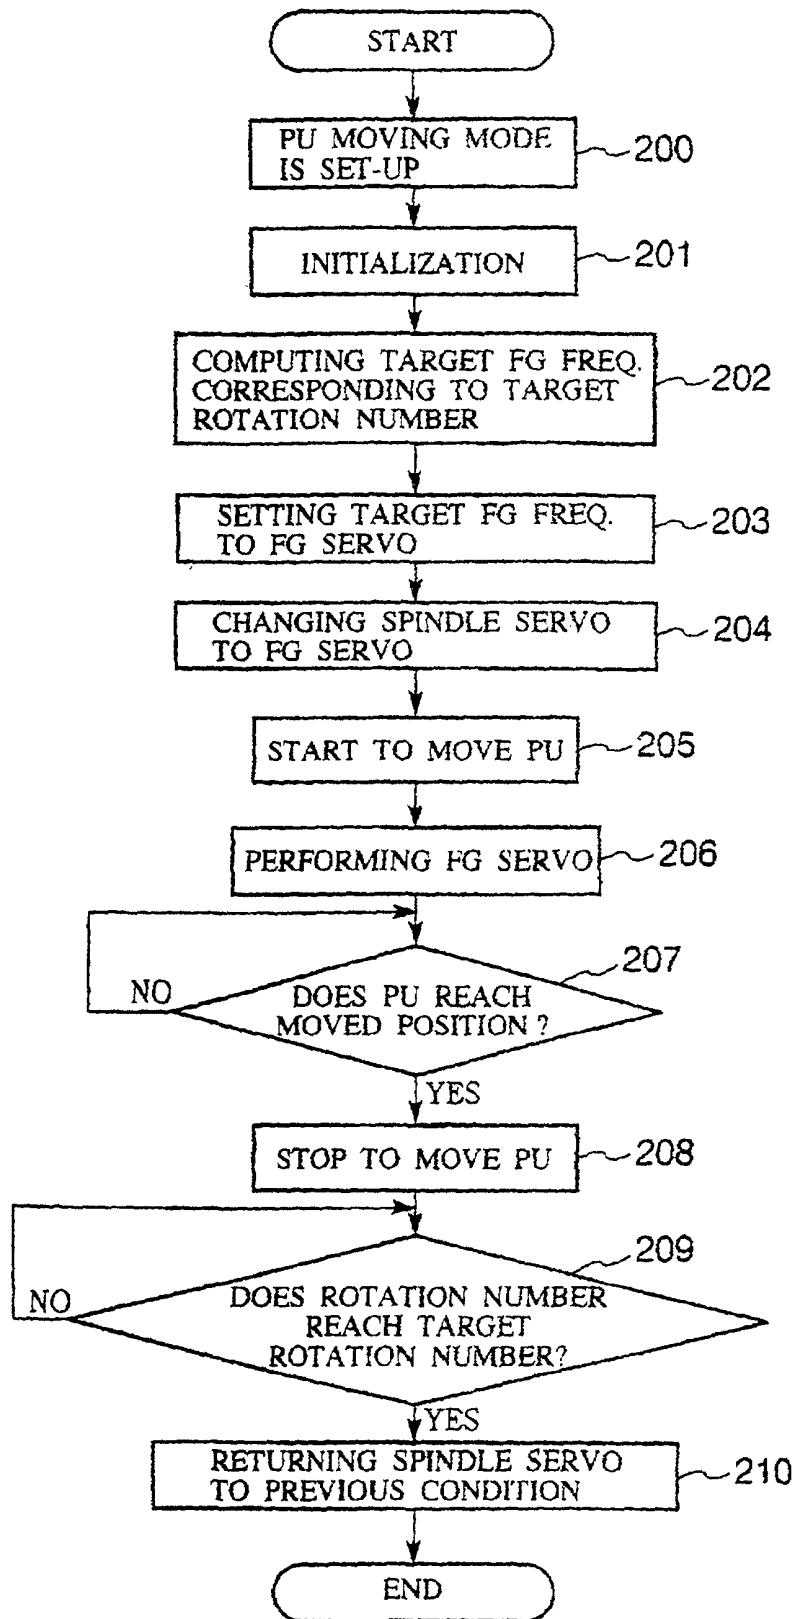 START
PU MOVING MODE
IS SET-UP
200
INITIALIZATION
201
COMPUTING TARGET FG FREQ.
CORRESPONDING TO TARGET
ROTATION NUMBER
202
SETTING TARGET FG FREQ.
TO FG SERVO
203
CHANGING SPINDLE SERVO
TO FG SERVO
204
START TO MOVE PU
205
PERFORMING FG SERVO
206
207
NO
DOES PU REACH
MOVED POSITION?
YES
STOP TO MOVE PU
208
209
NO
DOES ROTATION NUMBER
REACH TARGET
ROTATION NUMBER?
YES
RETURNING SPINDLE SERVO
TO PREVIOUS CONDITION
210
END